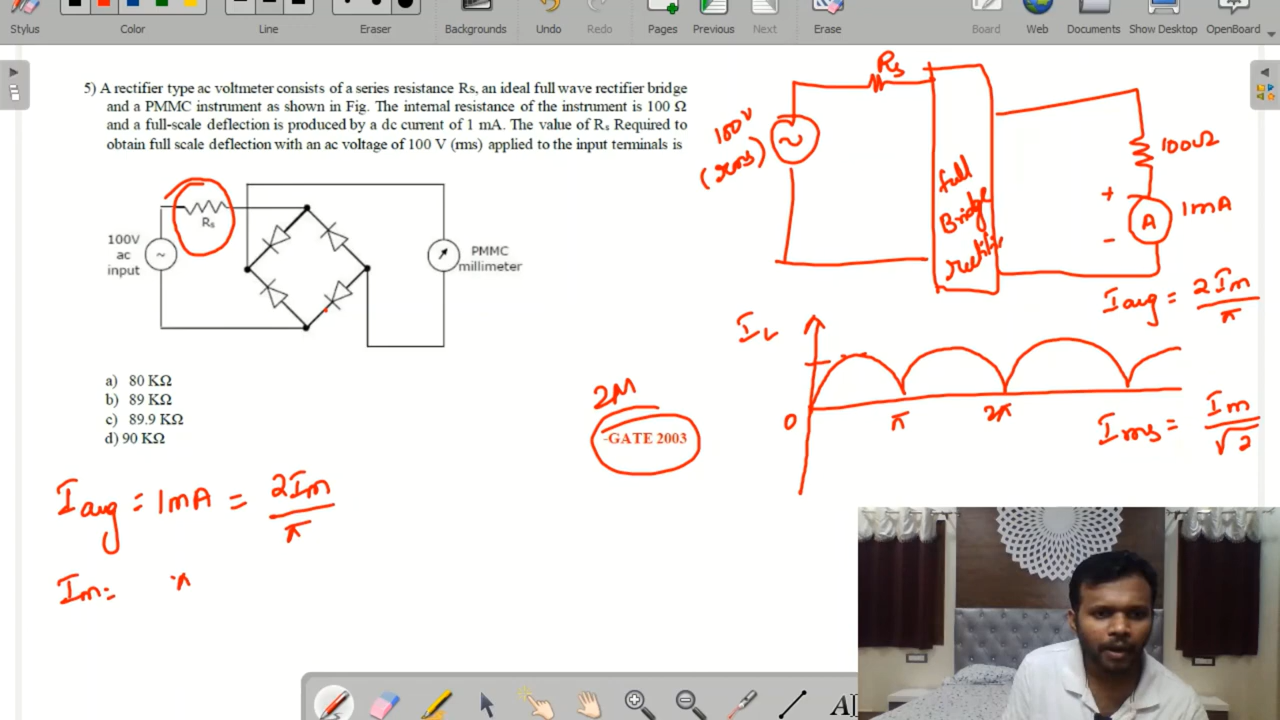 Stylus
Color
Line
Eraser
Backgrounds
Undo
Redo
Pages
Previous
Next
Erase
Board
Web
Documents
Show Desktop
OpenBoard
5) A rectifier type ac voltmeter consists of a series resistance Rs, an ideal full wave rectifier bridge
and a PMMC instrument as shown in Fig. The internal resistance of the instrument is 100 Ω
and a full-scale deflection is produced by a dc current of 1 mA. The value of Rs Required to
obtain full scale deflection with an ac voltage of 100 V (rms) applied to the input terminals is
Rs
100V
ac
input
~
PMMC
millimeter
a) 80 KΩ
b) 89 KΩ
c) 89.9 KΩ
d) 90 KΩ
2M
-GATE 2003
Iavg = 1mA = 2Im/π
Im =
π
Rs
100V
(rms)
~
full
Bridge
rectifier
100Ω
+
A
1mA
-
Iavg = 2Im/π
IL
0
π
2π
Irms = Im/√2
A